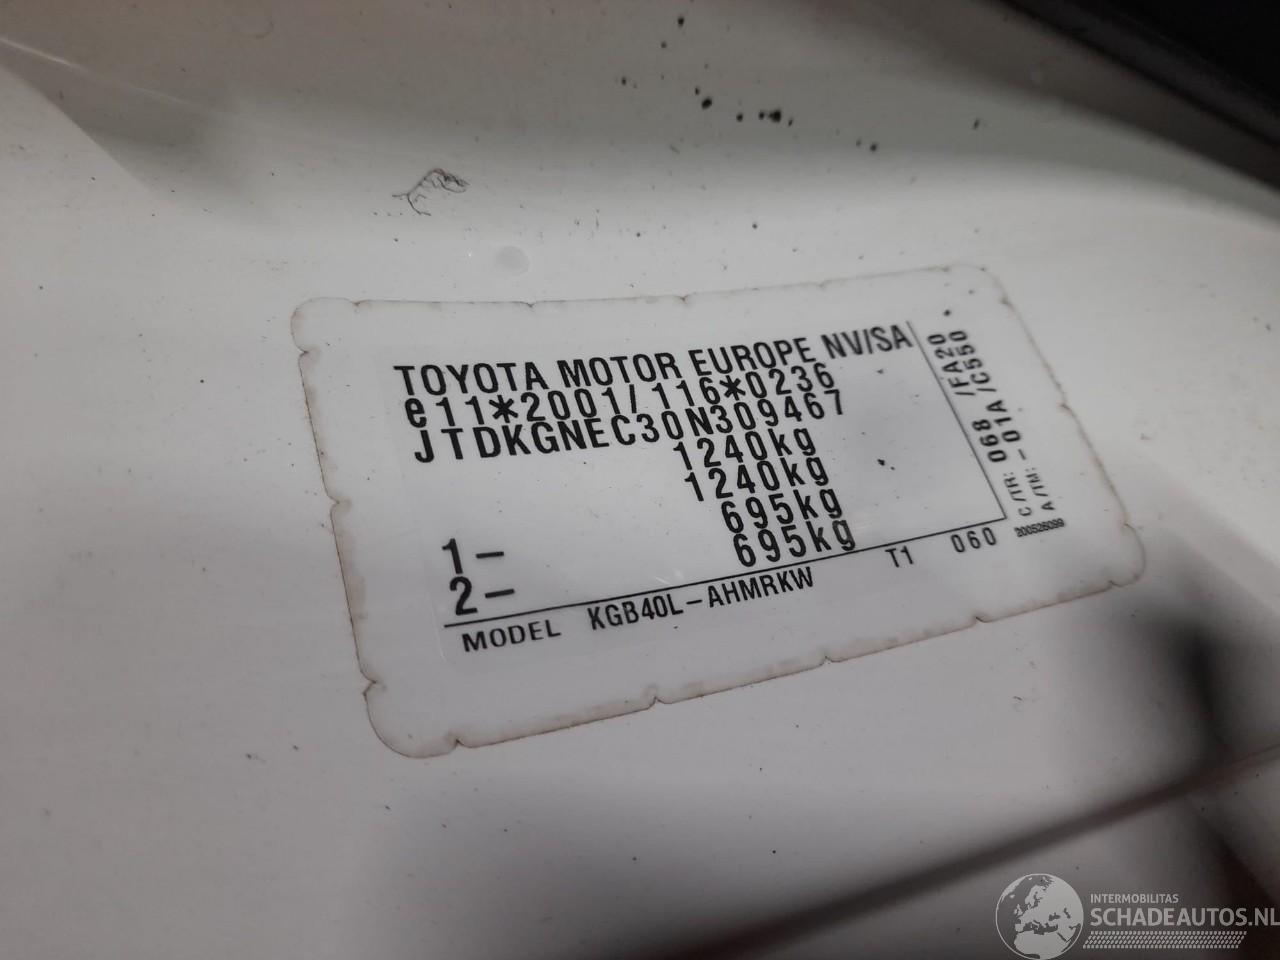 TOYOTA MOTOR EUROPE NV/SA
e11*2001/116*0236
JTDKGNEC30N309467
1240kg
1240kg
1- 695kg
2- 695kg
MODEL KGB40L-AHMRKW T1 060
C/TR: 068 /FA20
A/TM: -01A /C550
200526099
INTERMOBILITAS
SCHADEAUTOS.NL